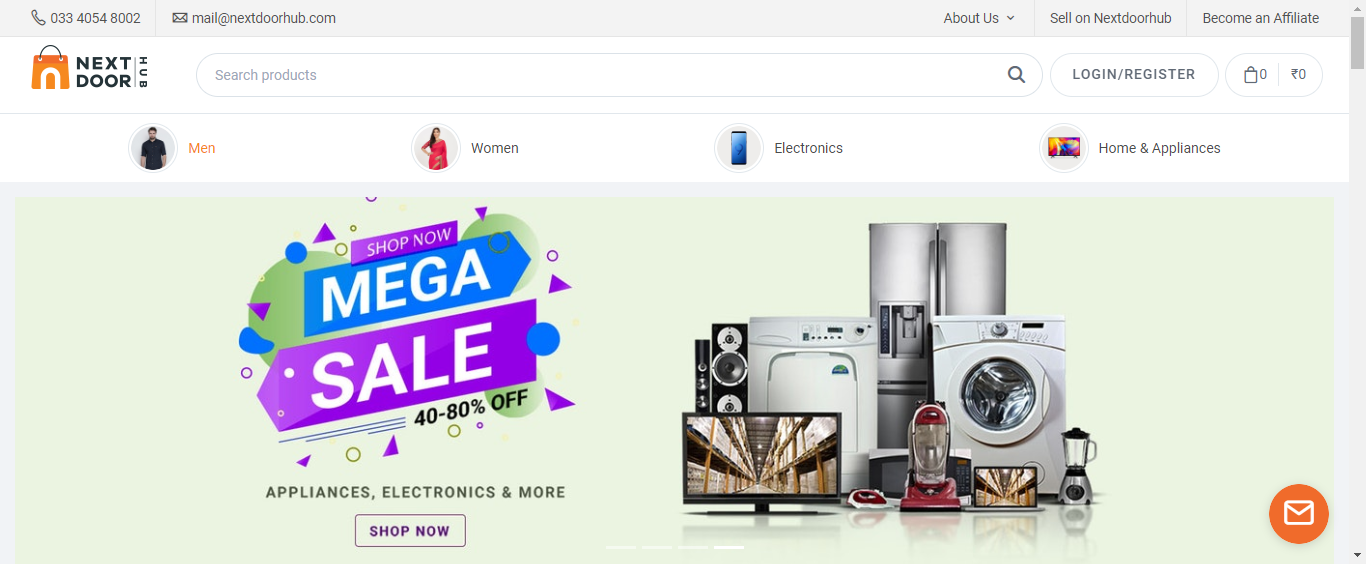 033 4054 8002
mail@nextdoorhub.com
About Us
Sell on Nextdoorhub
Become an Affiliate
NEXT
DOOR
HUB
Search products
LOGIN/REGISTER
0
₹0
Men
Women
Electronics
Home & Appliances
SHOP NOW
MEGA
SALE
40-80% OFF
APPLIANCES, ELECTRONICS & MORE
SHOP NOW